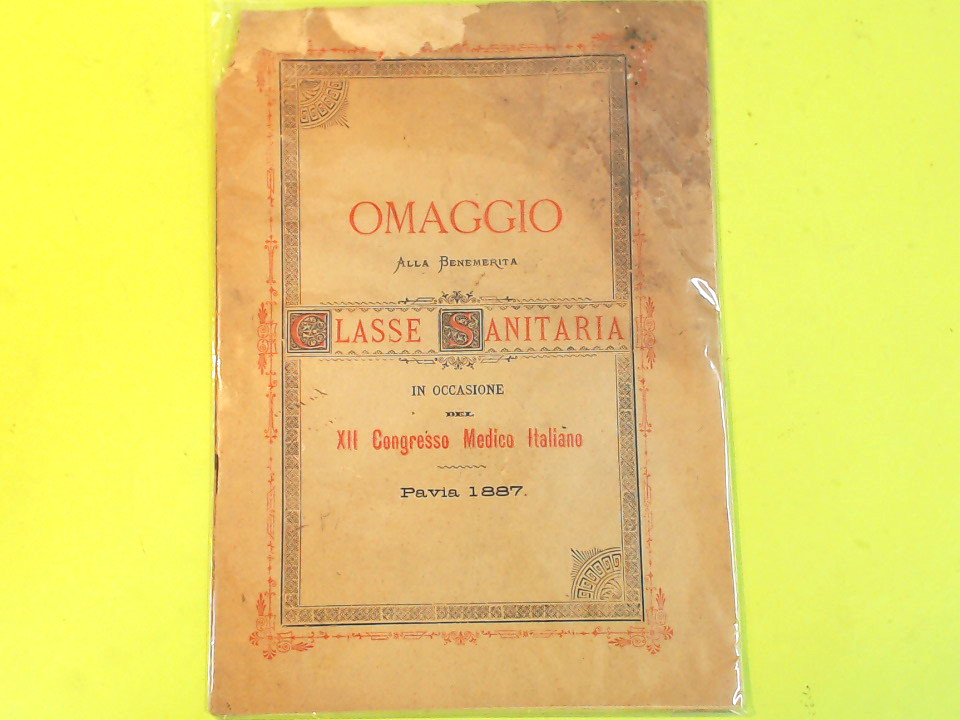 OMAGGIO
ALLA BENEMERITA
CLASSE SANITARIA
IN OCCASIONE
DEL
XII Congresso Medico Italiano
Pavia 1887.